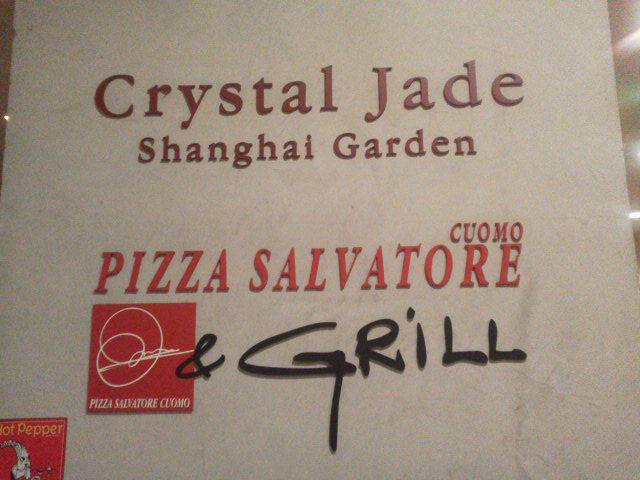 Crystal Jade
Shanghai Garden
CUOMO
PIZZA SALVATORE
& GRiLL
PIZZA SALVATORE CUOMO
Hot Pepper